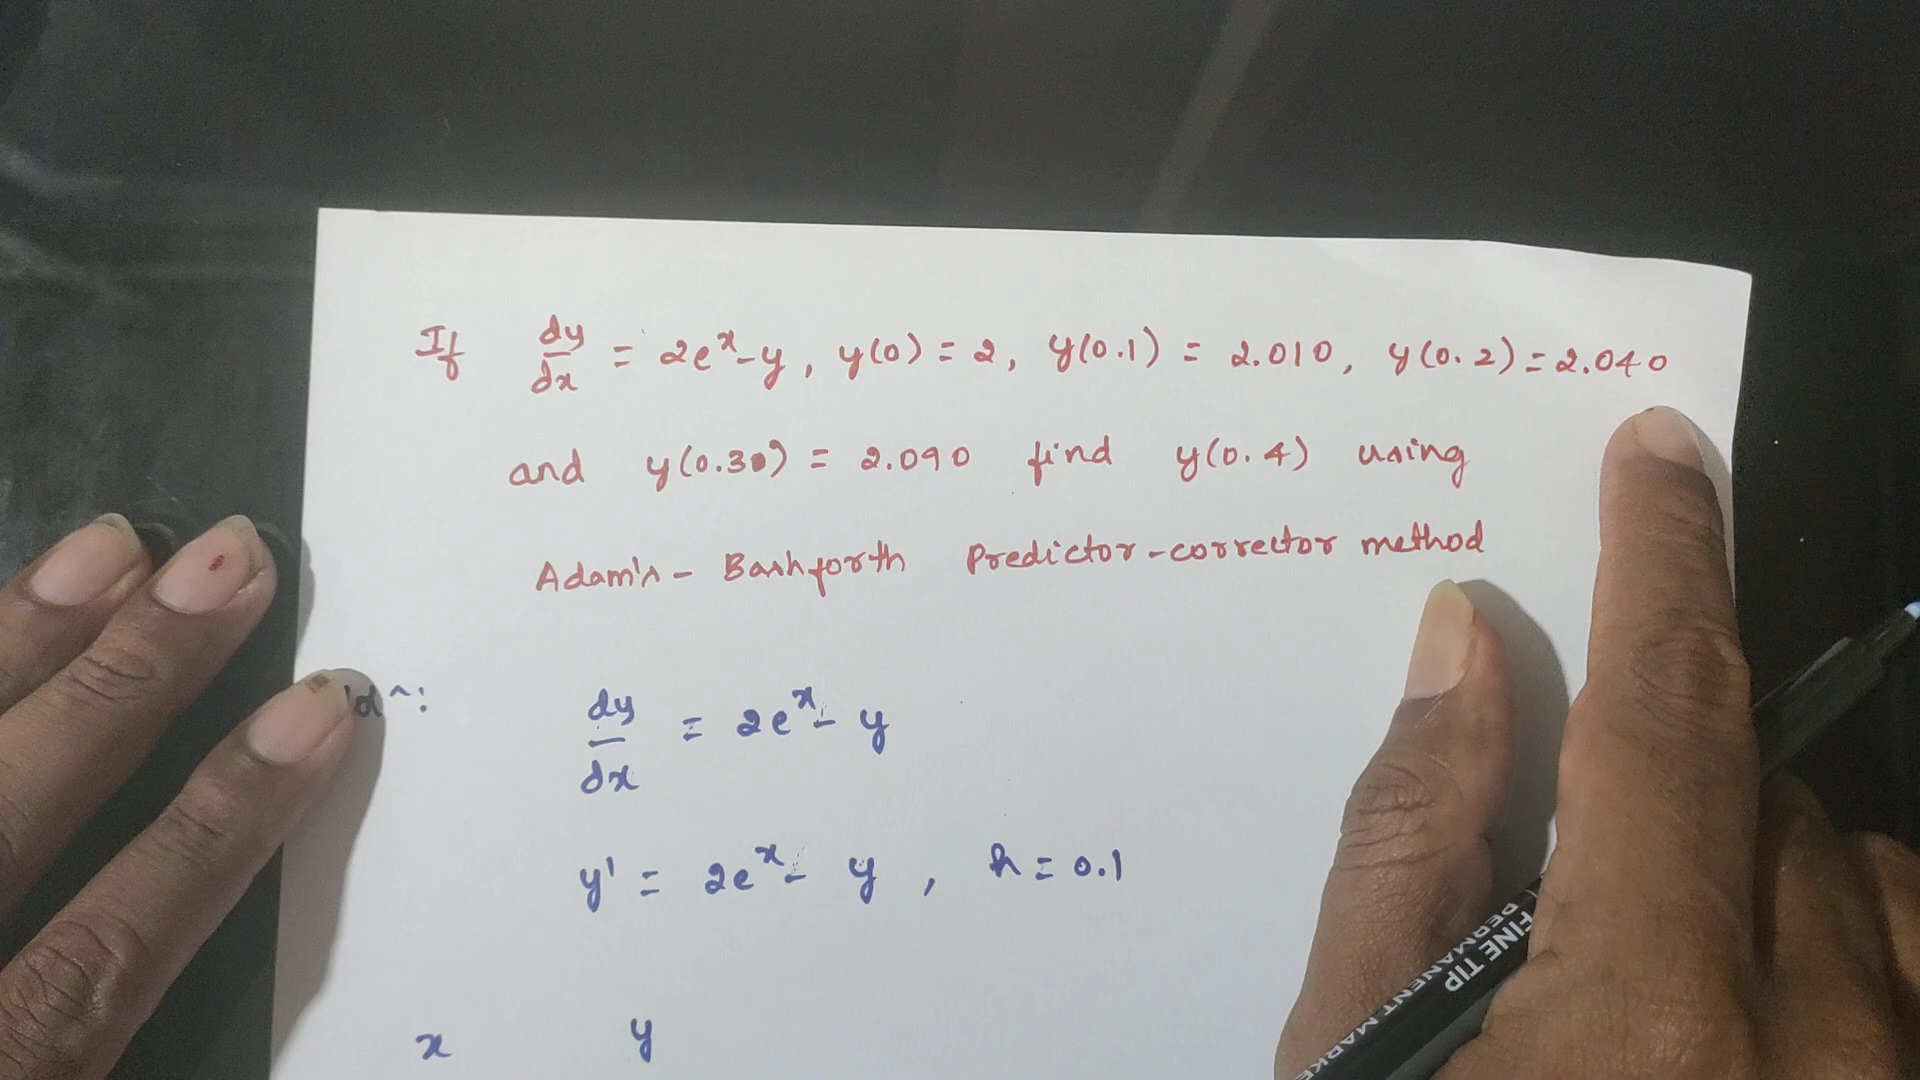 If dy/dx = 2e^x - y, y(0) = 2, y(0.1) = 2.010, y(0.2) = 2.040
and y(0.30) = 2.090 find y(0.4) using
Adam's - Bashforth Predictor - corrector method
dy/dx = 2e^x - y
y' = 2e^x - y , h = 0.1
x y
FINE TIP
PERMANENT MARKE